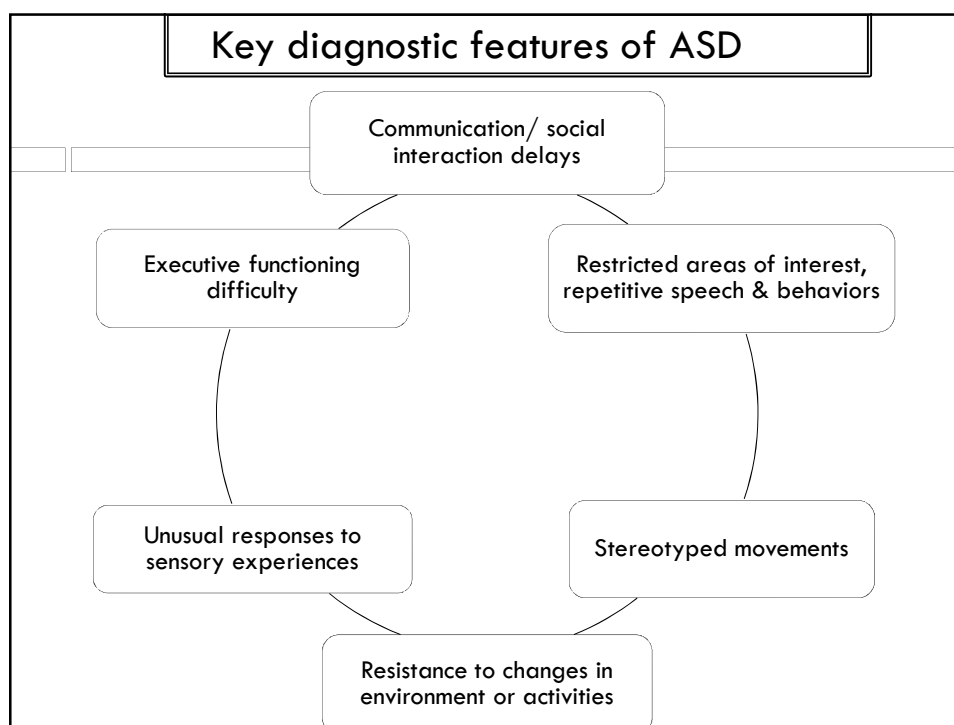 Key diagnostic features of ASD
Communication/ social
interaction delays
Restricted areas of interest,
repetitive speech & behaviors
Stereotyped movements
Resistance to changes in
environment or activities
Unusual responses to
sensory experiences
Executive functioning
difficulty